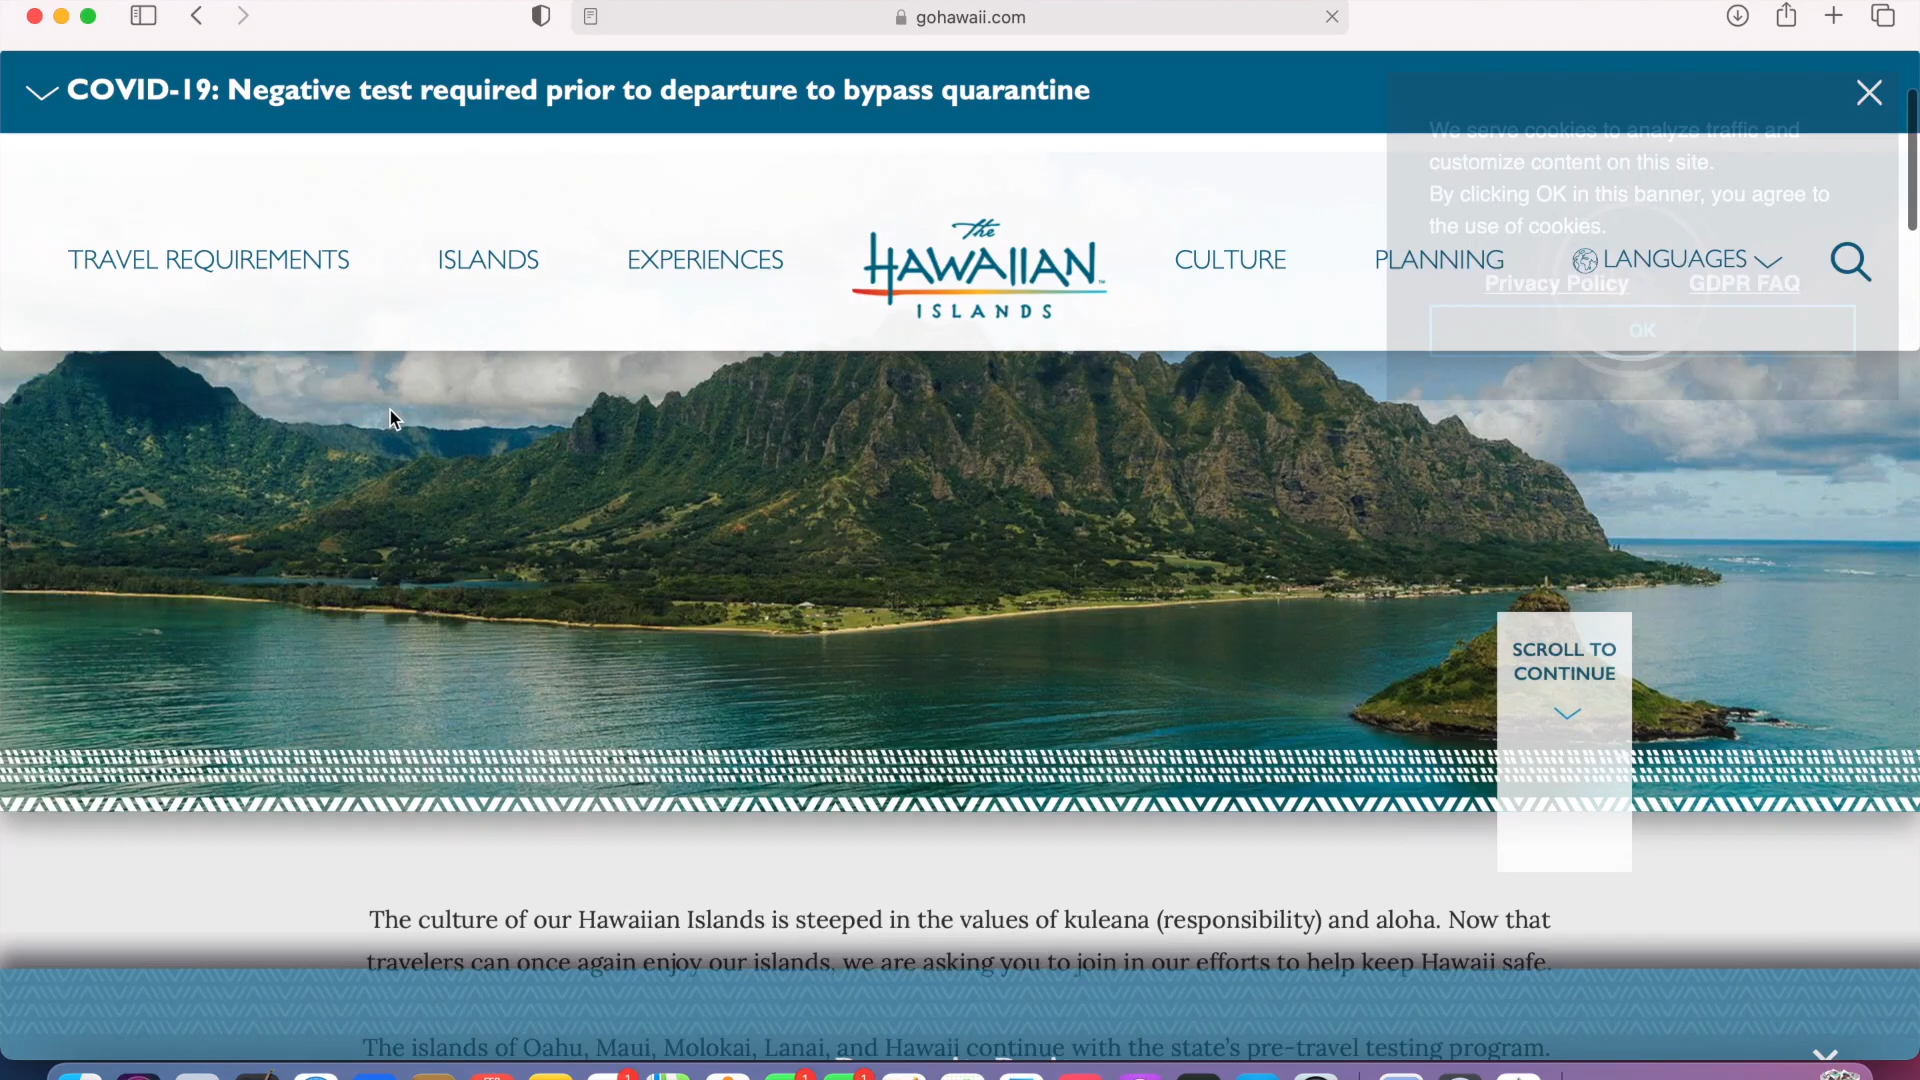 gohawaii.com
COVID-19: Negative test required prior to departure to bypass quarantine
We serve cookies to analyze traffic and
customize content on this site.
By clicking OK in this banner, you agree to
the use of cookies.
Privacy Policy GDPR FAQ
OK
TRAVEL REQUIREMENTS ISLANDS EXPERIENCES
The
HAWAIIAN
ISLANDS
CULTURE PLANNING LANGUAGES
SCROLL TO
CONTINUE
The culture of our Hawaiian Islands is steeped in the values of kuleana (responsibility) and aloha. Now that
travelers can once again enjoy our islands, we are asking you to join in our efforts to help keep Hawaii safe.
The islands of Oahu, Maui, Molokai, Lanai, and Hawaii continue with the state's pre-travel testing program.
1 1 1